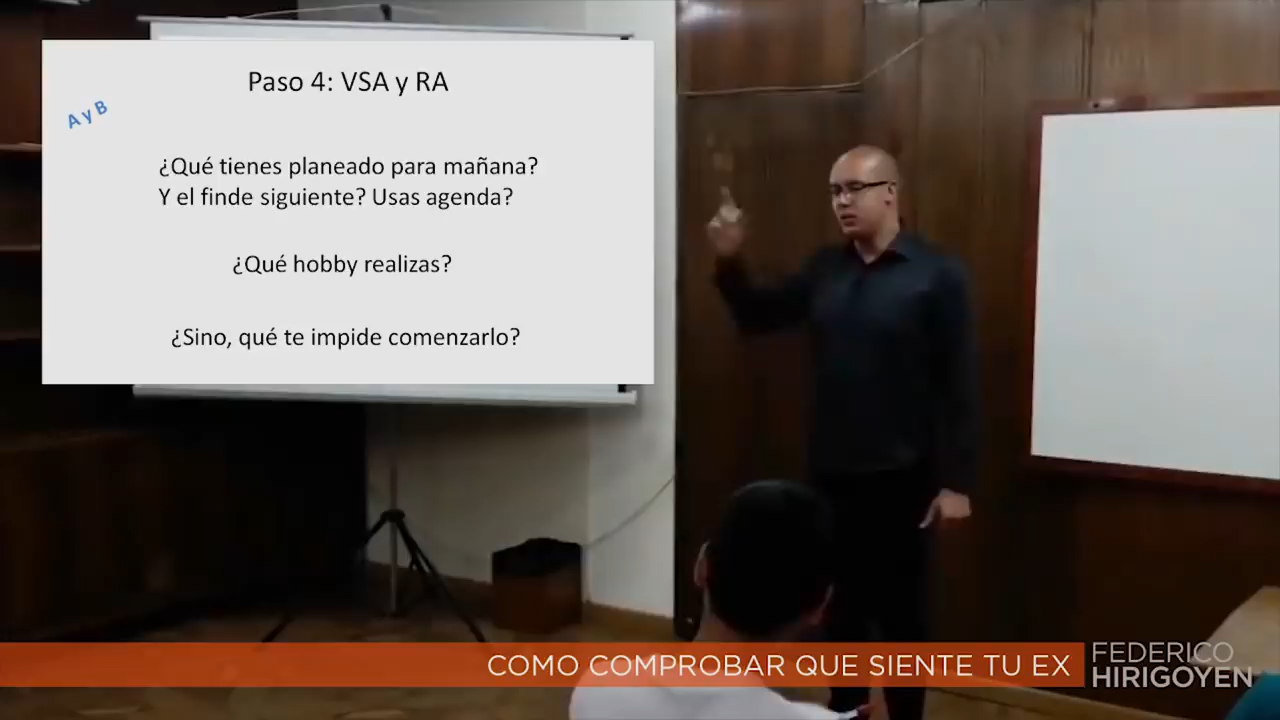 Paso 4: VSA y RA
A y B
¿Qué tienes planeado para mañana?
Y el finde siguiente? Usas agenda?
¿Qué hobby realizas?
¿Sino, qué te impide comenzarlo?
COMO COMPROBAR QUE SIENTE TU EX
FEDERICO
HIRIGOYEN